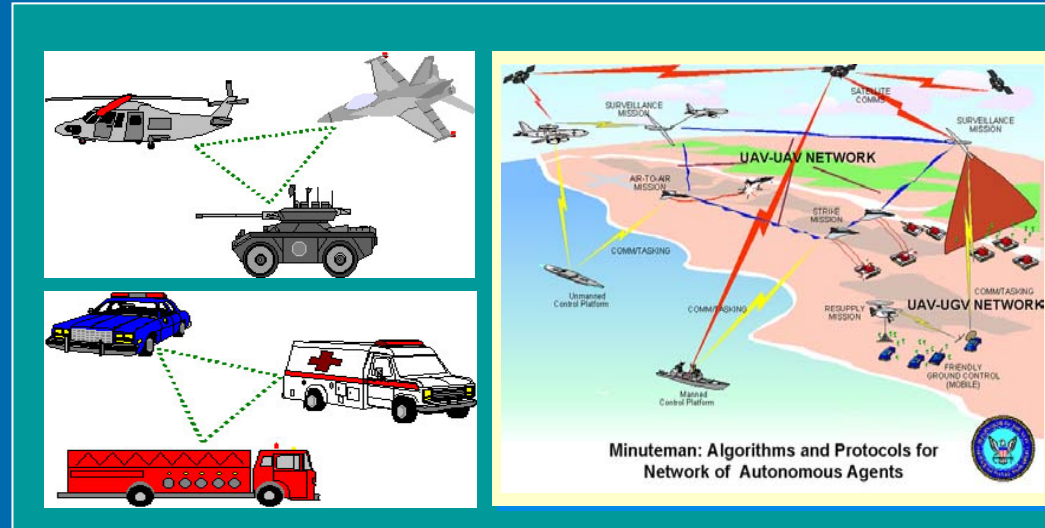 SATELLITE
COMMS
SURVEILLANCE
MISSION
SURVEILLANCE
MISSION
UAV-UAV NETWORK
AIR-TO-AIR
MISSION
STRIKE
MISSION
COMM/TASKING
COMM/TASKING
Unmanned
Control Platform
COMM/TASKING
RESUPPLY
MISSION
UAV-UGV NETWORK
FRIENDLY
GROUND CONTROL
(MOBILE)
Manned
Control Platform
Minuteman: Algorithms and Protocols for
Network of Autonomous Agents